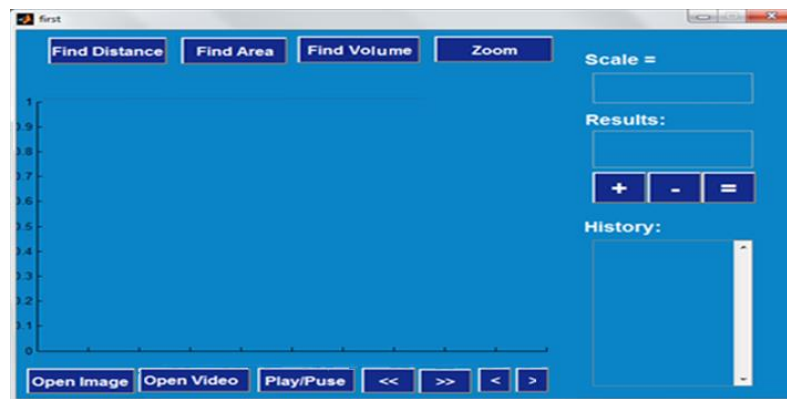 first
Find Distance Find Area Find Volume Zoom
Scale =
1
0.9
Results:
0.8
0.7
+ - =
0.6
0.5
History:
0.4
0.3
0.2
0.1
0
Open Image Open Video Play/Puse << >> < >